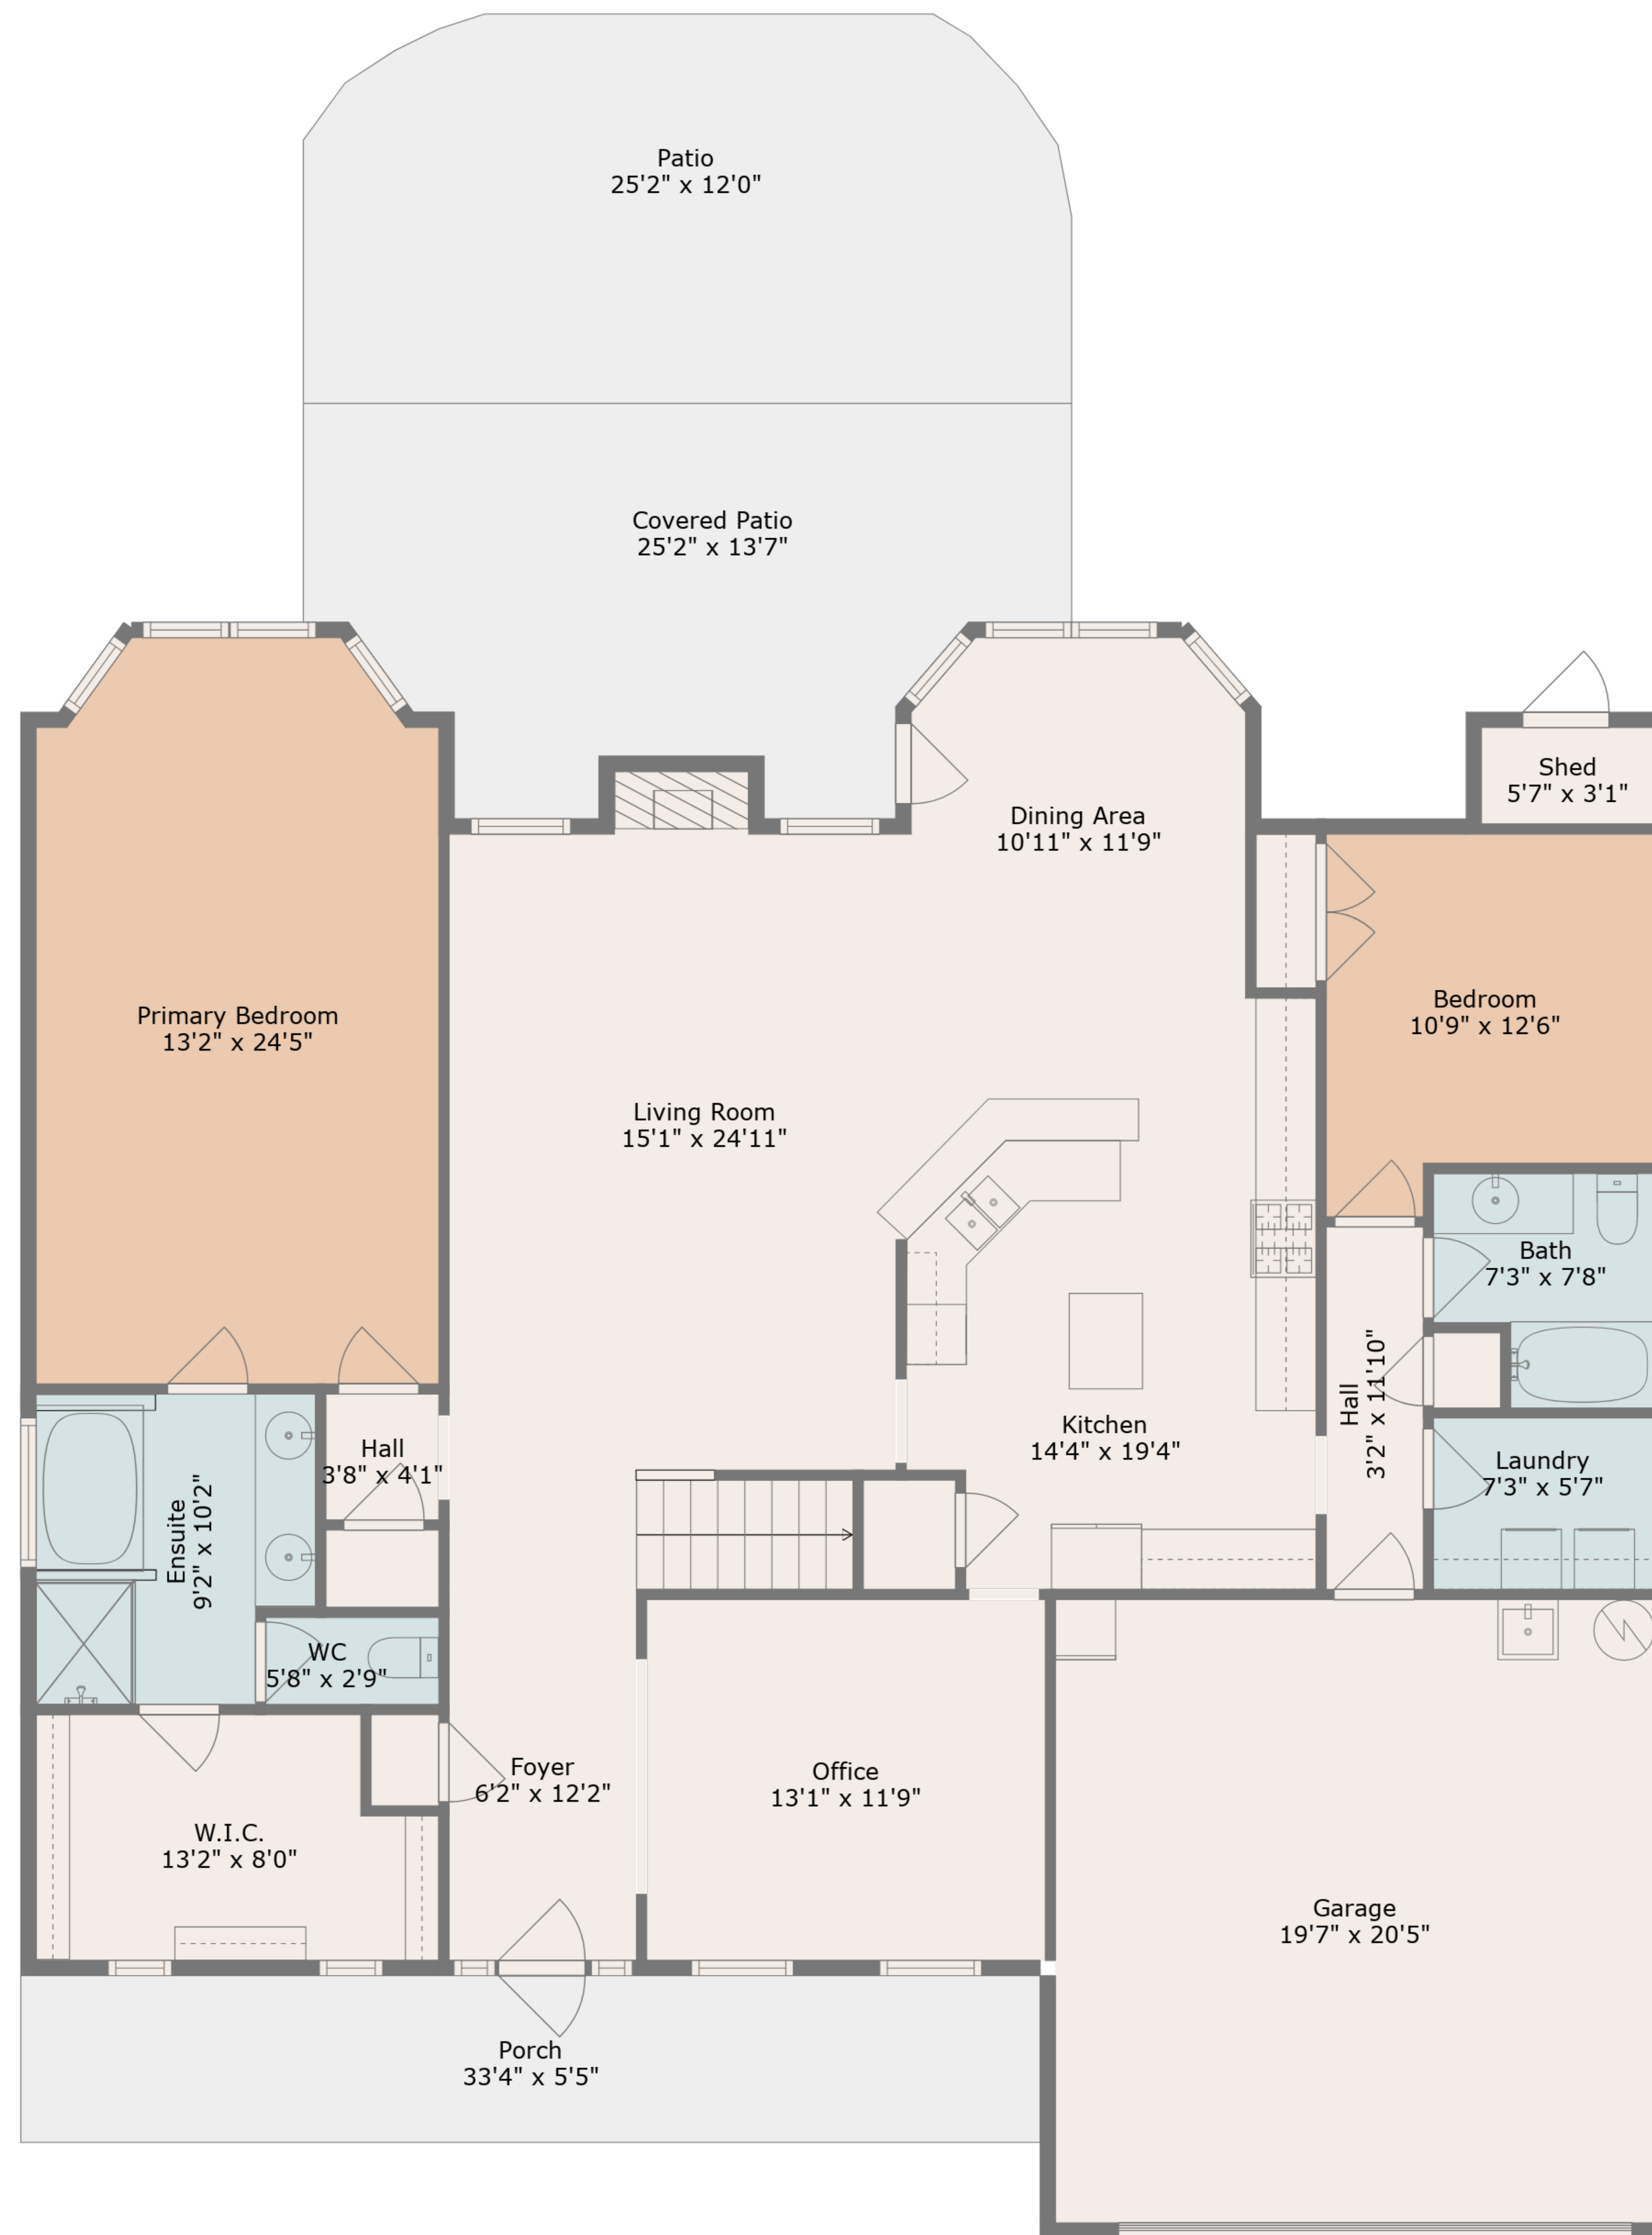 Patio
25'2" x 12'0"
Covered Patio
25'2" x 13'7"
Shed
5'7" x 3'1"
Dining Area
10'11" x 11'9"
Primary Bedroom
13'2" x 24'5"
Bedroom
10'9" x 12'6"
Living Room
15'1" x 24'11"
Bath
7'3" x 7'8"
Hall
3'2" x 11'10"
Kitchen
14'4" x 19'4"
Hall
3'8" x 4'1"
Laundry
7'3" x 5'7"
Ensuite
9'2" x 10'2"
WC
5'8" x 2'9"
Foyer
6'2" x 12'2"
Office
13'1" x 11'9"
W.I.C.
13'2" x 8'0"
Garage
19'7" x 20'5"
Porch
33'4" x 5'5"